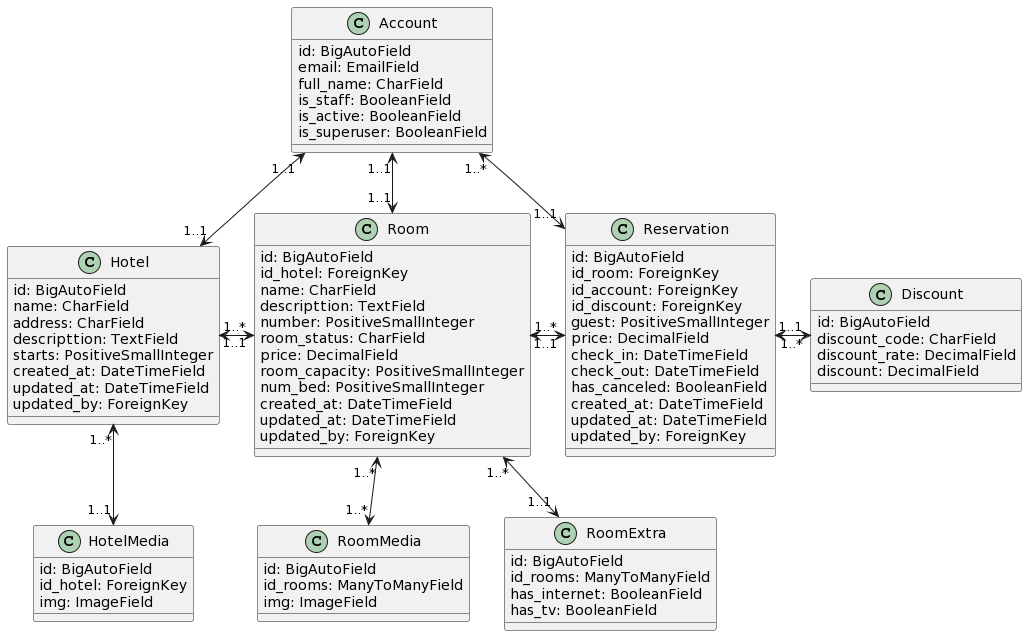 C Account
id: BigAutoField
email: EmailField
full_name: CharField
is_staff: BooleanField
is_active: BooleanField
is_superuser: BooleanField
1..1
1..1
1..*
1..1
1..1
1..1
C Hotel
id: BigAutoField
name: CharField
address: CharField
descripttion: TextField
starts: PositiveSmallInteger
created_at: DateTimeField
updated_at: DateTimeField
updated_by: ForeignKey
1..*
1..1
C Room
id: BigAutoField
id_hotel: ForeignKey
name: CharField
descripttion: TextField
number: PositiveSmallInteger
room_status: CharField
price: DecimalField
room_capacity: PositiveSmallInteger
num_bed: PositiveSmallInteger
created_at: DateTimeField
updated_at: DateTimeField
updated_by: ForeignKey
1..*
1..1
C Reservation
id: BigAutoField
id_room: ForeignKey
id_account: ForeignKey
id_discount: ForeignKey
guest: PositiveSmallInteger
price: DecimalField
check_in: DateTimeField
check_out: DateTimeField
has_canceled: BooleanField
created_at: DateTimeField
updated_at: DateTimeField
updated_by: ForeignKey
1..1
1..*
C Discount
id: BigAutoField
discount_code: CharField
discount_rate: DecimalField
discount: DecimalField
1..*
1..1
1..*
1..*
1..*
1..1
C HotelMedia
id: BigAutoField
id_hotel: ForeignKey
img: ImageField
C RoomMedia
id: BigAutoField
id_rooms: ManyToManyField
img: ImageField
C RoomExtra
id: BigAutoField
id_rooms: ManyToManyField
has_internet: BooleanField
has_tv: BooleanField